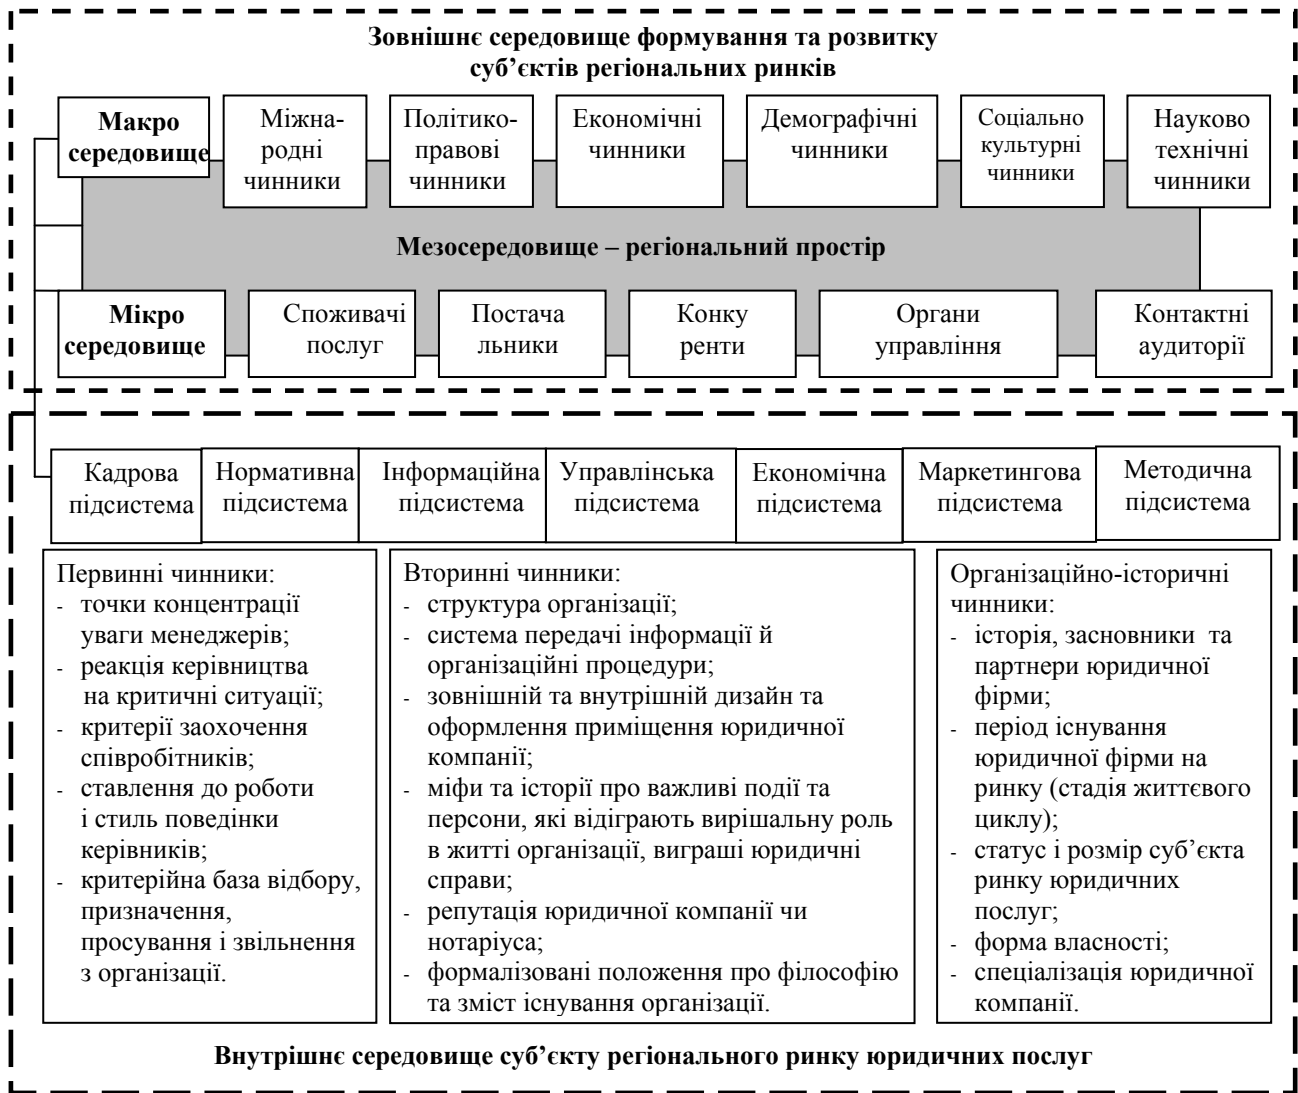 Зовнішнє середовище формування та розвитку
суб’єктів регіональних ринків
Макро
середовище
Міжна-
родні
чинники
Політико-
правові
чинники
Економічні
чинники
Демографічні
чинники
Соціально
культурні
чинники
Науково
технічні
чинники
Мезосередовище – регіональний простір
Мікро
середовище
Споживачі
послуг
Постача
льники
Конку
ренти
Органи
управління
Контактні
аудиторії
Кадрова
підсистема
Нормативна
підсистема
Інформаційна
підсистема
Управлінська
підсистема
Економічна
підсистема
Маркетингова
підсистема
Методична
підсистема
Первинні чинники:
- точки концентрації
уваги менеджерів;
- реакція керівництва
на критичні ситуації;
- критерії заохочення
співробітників;
- ставлення до роботи
і стиль поведінки
керівників;
- критерійна база відбору,
призначення,
просування і звільнення
з організації.
Вторинні чинники:
- структура організації;
- система передачі інформації й
організаційні процедури;
- зовнішній та внутрішній дизайн та
оформлення приміщення юридичної
компанії;
- міфи та історії про важливі події та
персони, які відіграють вирішальну роль
в житті організації, виграші юридичні
справи;
- репутація юридичної компанії чи
нотаріуса;
- формалізовані положення про філософію
та зміст існування організації.
Організаційно-історичні
чинники:
- історія, засновники та
партнери юридичної
фірми;
- період існування
юридичної фірми на
ринку (стадія життєвого
циклу);
- статус і розмір суб’єкта
ринку юридичних
послуг;
- форма власності;
- спеціалізація юридичної
компанії.
Внутрішнє середовище суб’єкту регіонального ринку юридичних послуг